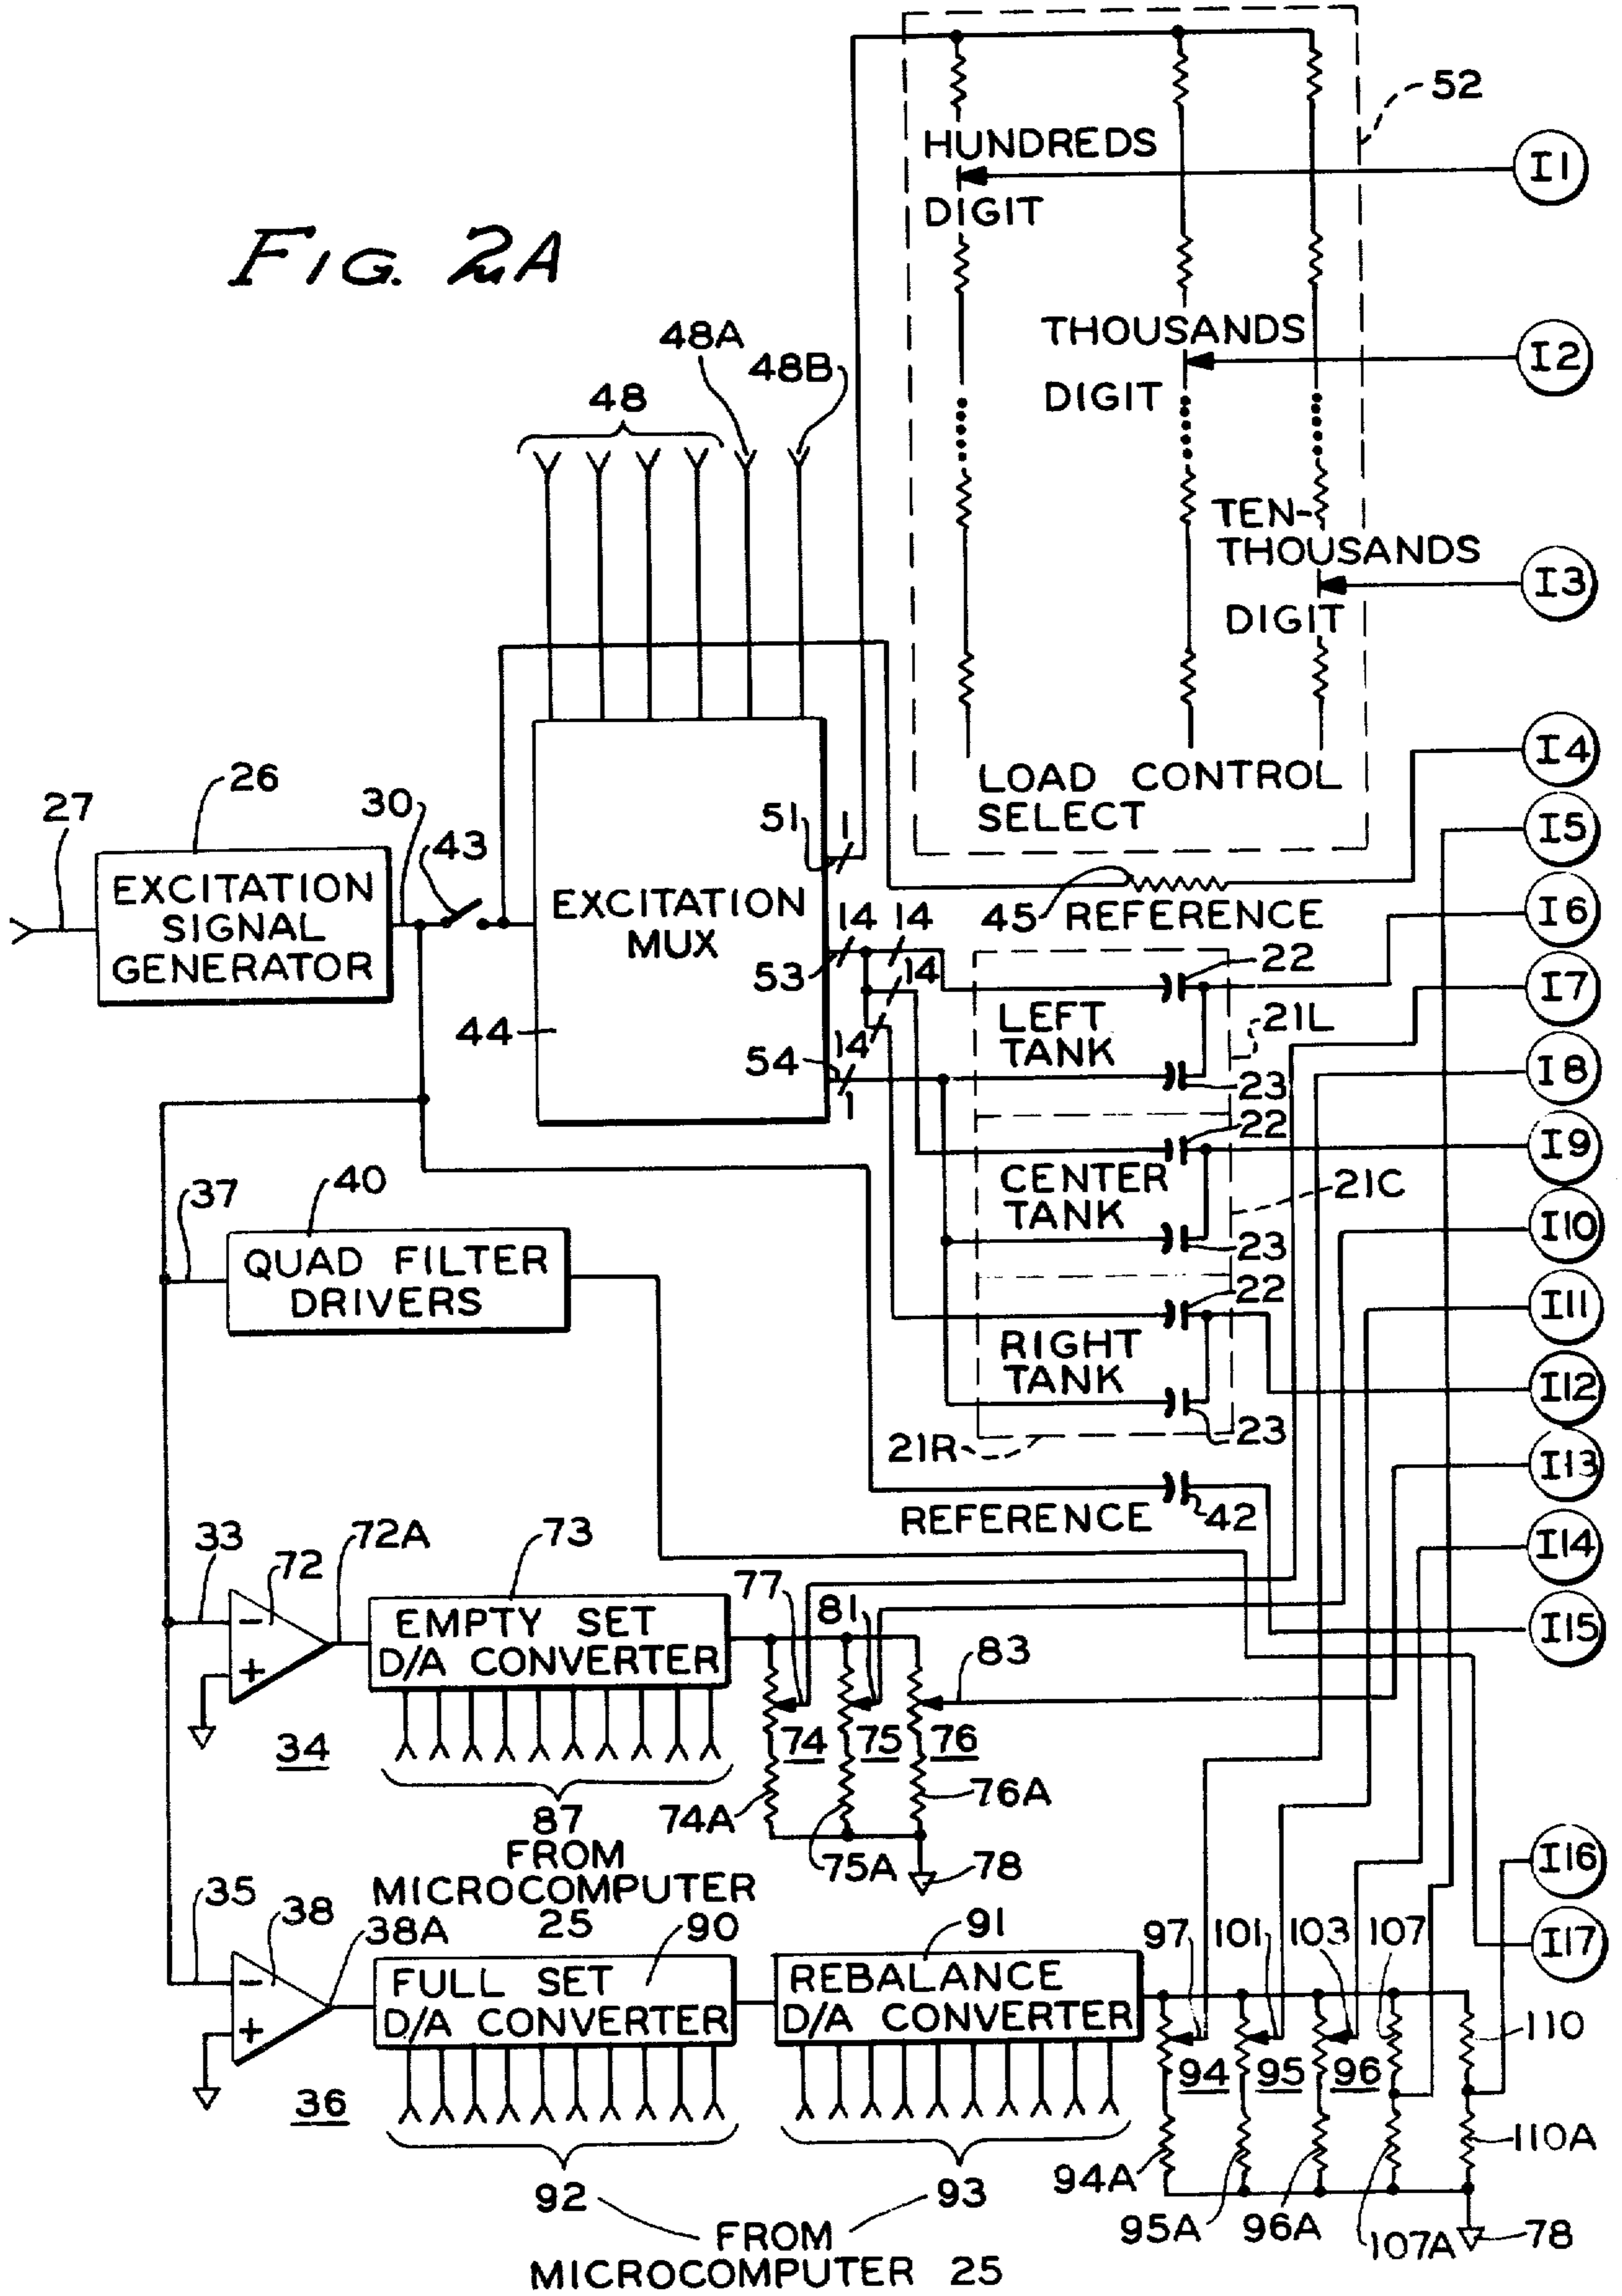 FIG. 2A
52
HUNDREDS
DIGIT
I1
THOUSANDS
DIGIT
I2
TEN-
THOUSANDS
DIGIT
I3
LOAD CONTROL
SELECT
I4
48
48A
48B
27
26
30
43
EXCITATION
SIGNAL
GENERATOR
EXCITATION
MUX
44
51
1
53
14
14
14
14
54
1
45
REFERENCE
I5
I6
22
LEFT
TANK
21L
23
I7
I8
22
CENTER
TANK
21C
23
I9
I10
22
RIGHT
TANK
23
21R
I11
I12
REFERENCE
42
I13
I14
I15
37
40
QUAD FILTER
DRIVERS
33
72
72A
73
-
+
EMPTY SET
D/A CONVERTER
34
77
81
83
74
75
76
74A
75A
76A
78
87
FROM
MICROCOMPUTER
25
I16
I17
35
38
38A
-
+
90
FULL SET
D/A CONVERTER
91
REBALANCE
D/A CONVERTER
36
97
101
103
107
110
94
95
96
94A
95A
96A
107A
110A
78
92
93
FROM
MICROCOMPUTER 25